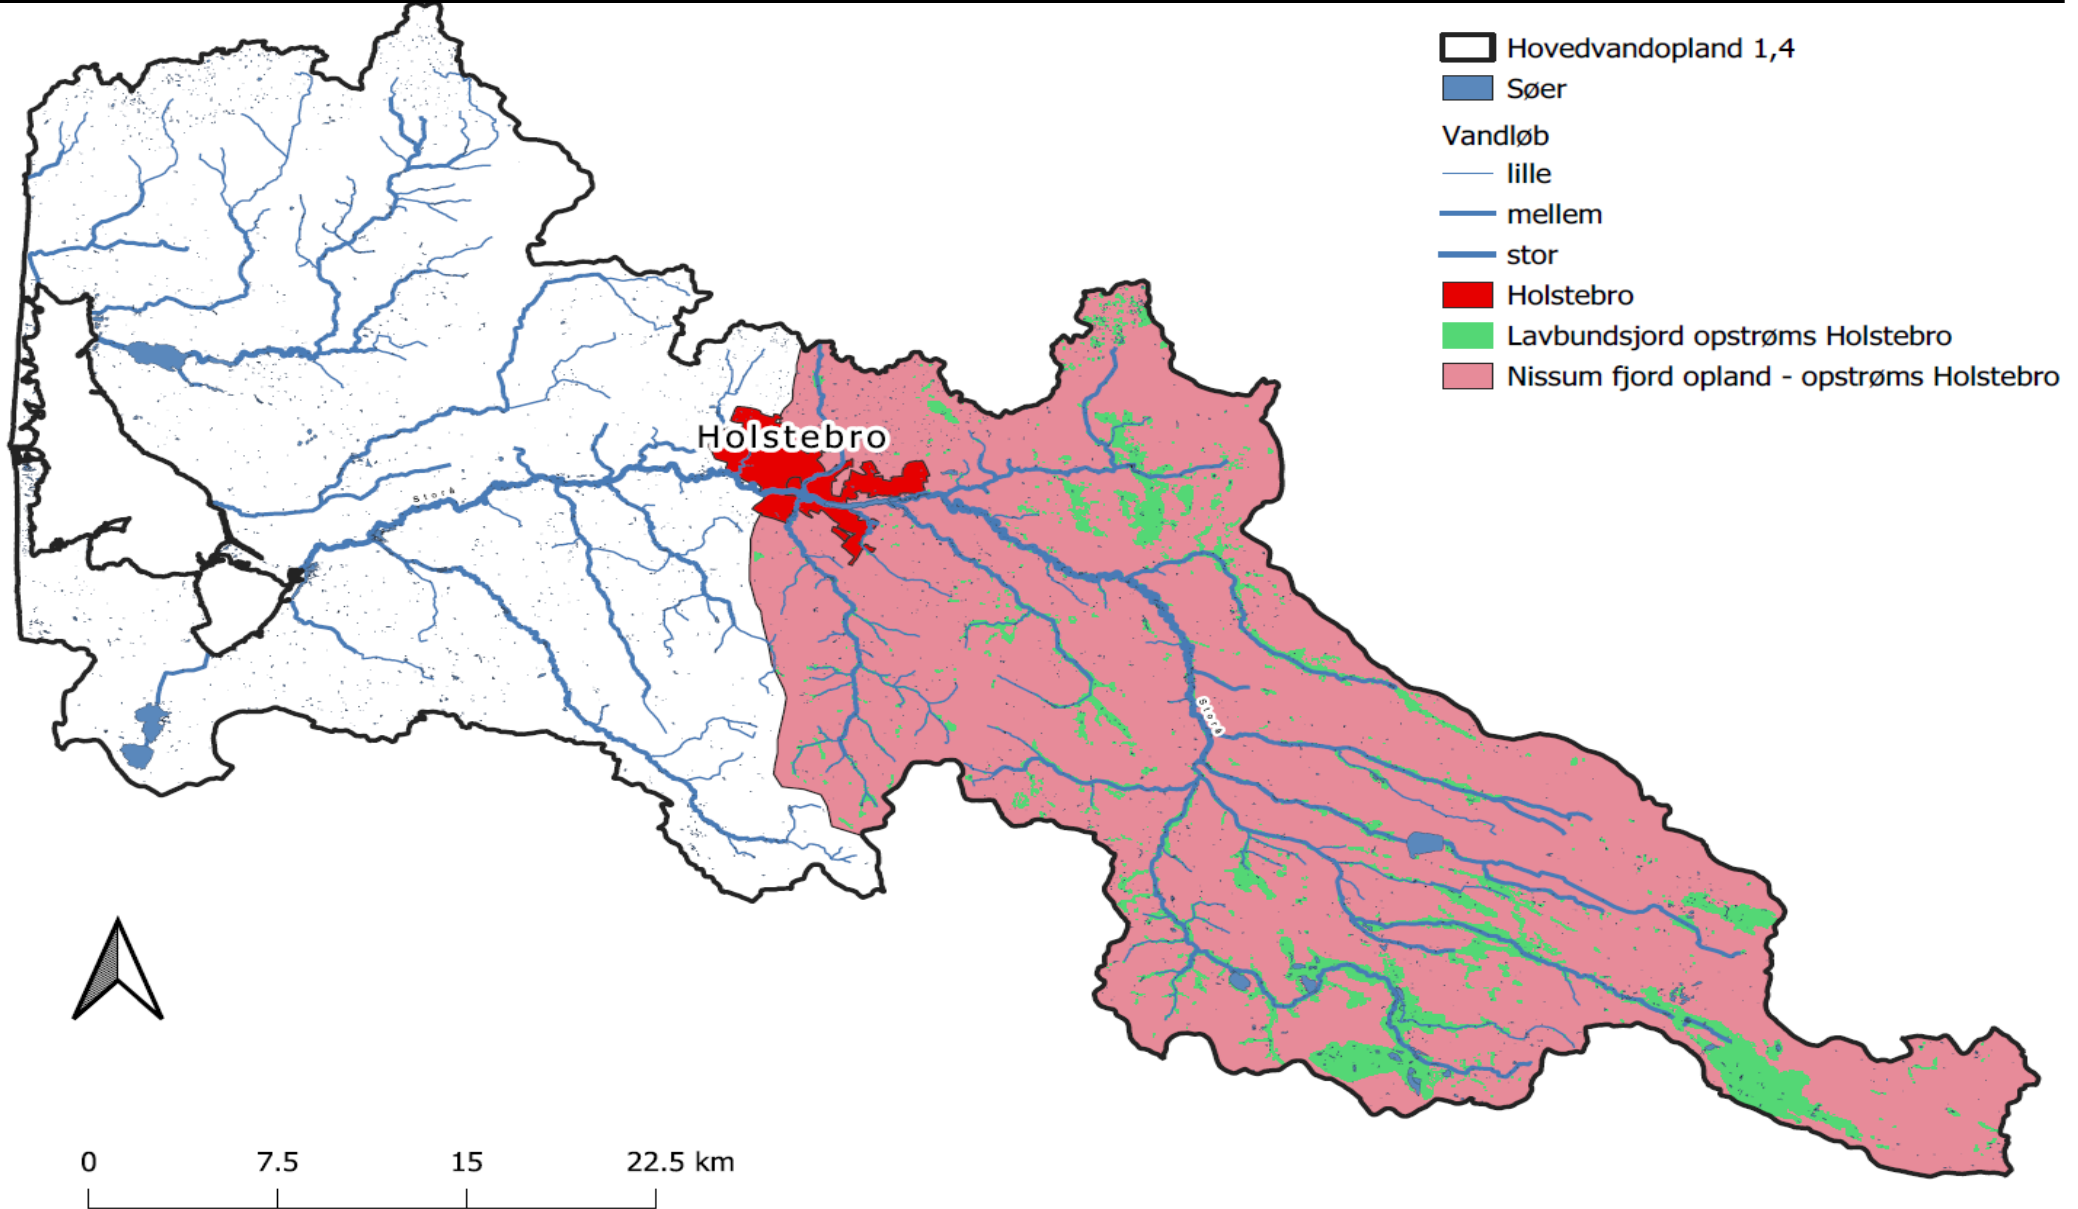 Hovedvandopland 1,4
Søer
Vandløb
lille
mellem
stor
Holstebro
Lavbundsjord opstrøms Holstebro
Nissum fjord opland - opstrøms Holstebro
Holstebro
Storå
Storå
0 7.5 15 22.5 km